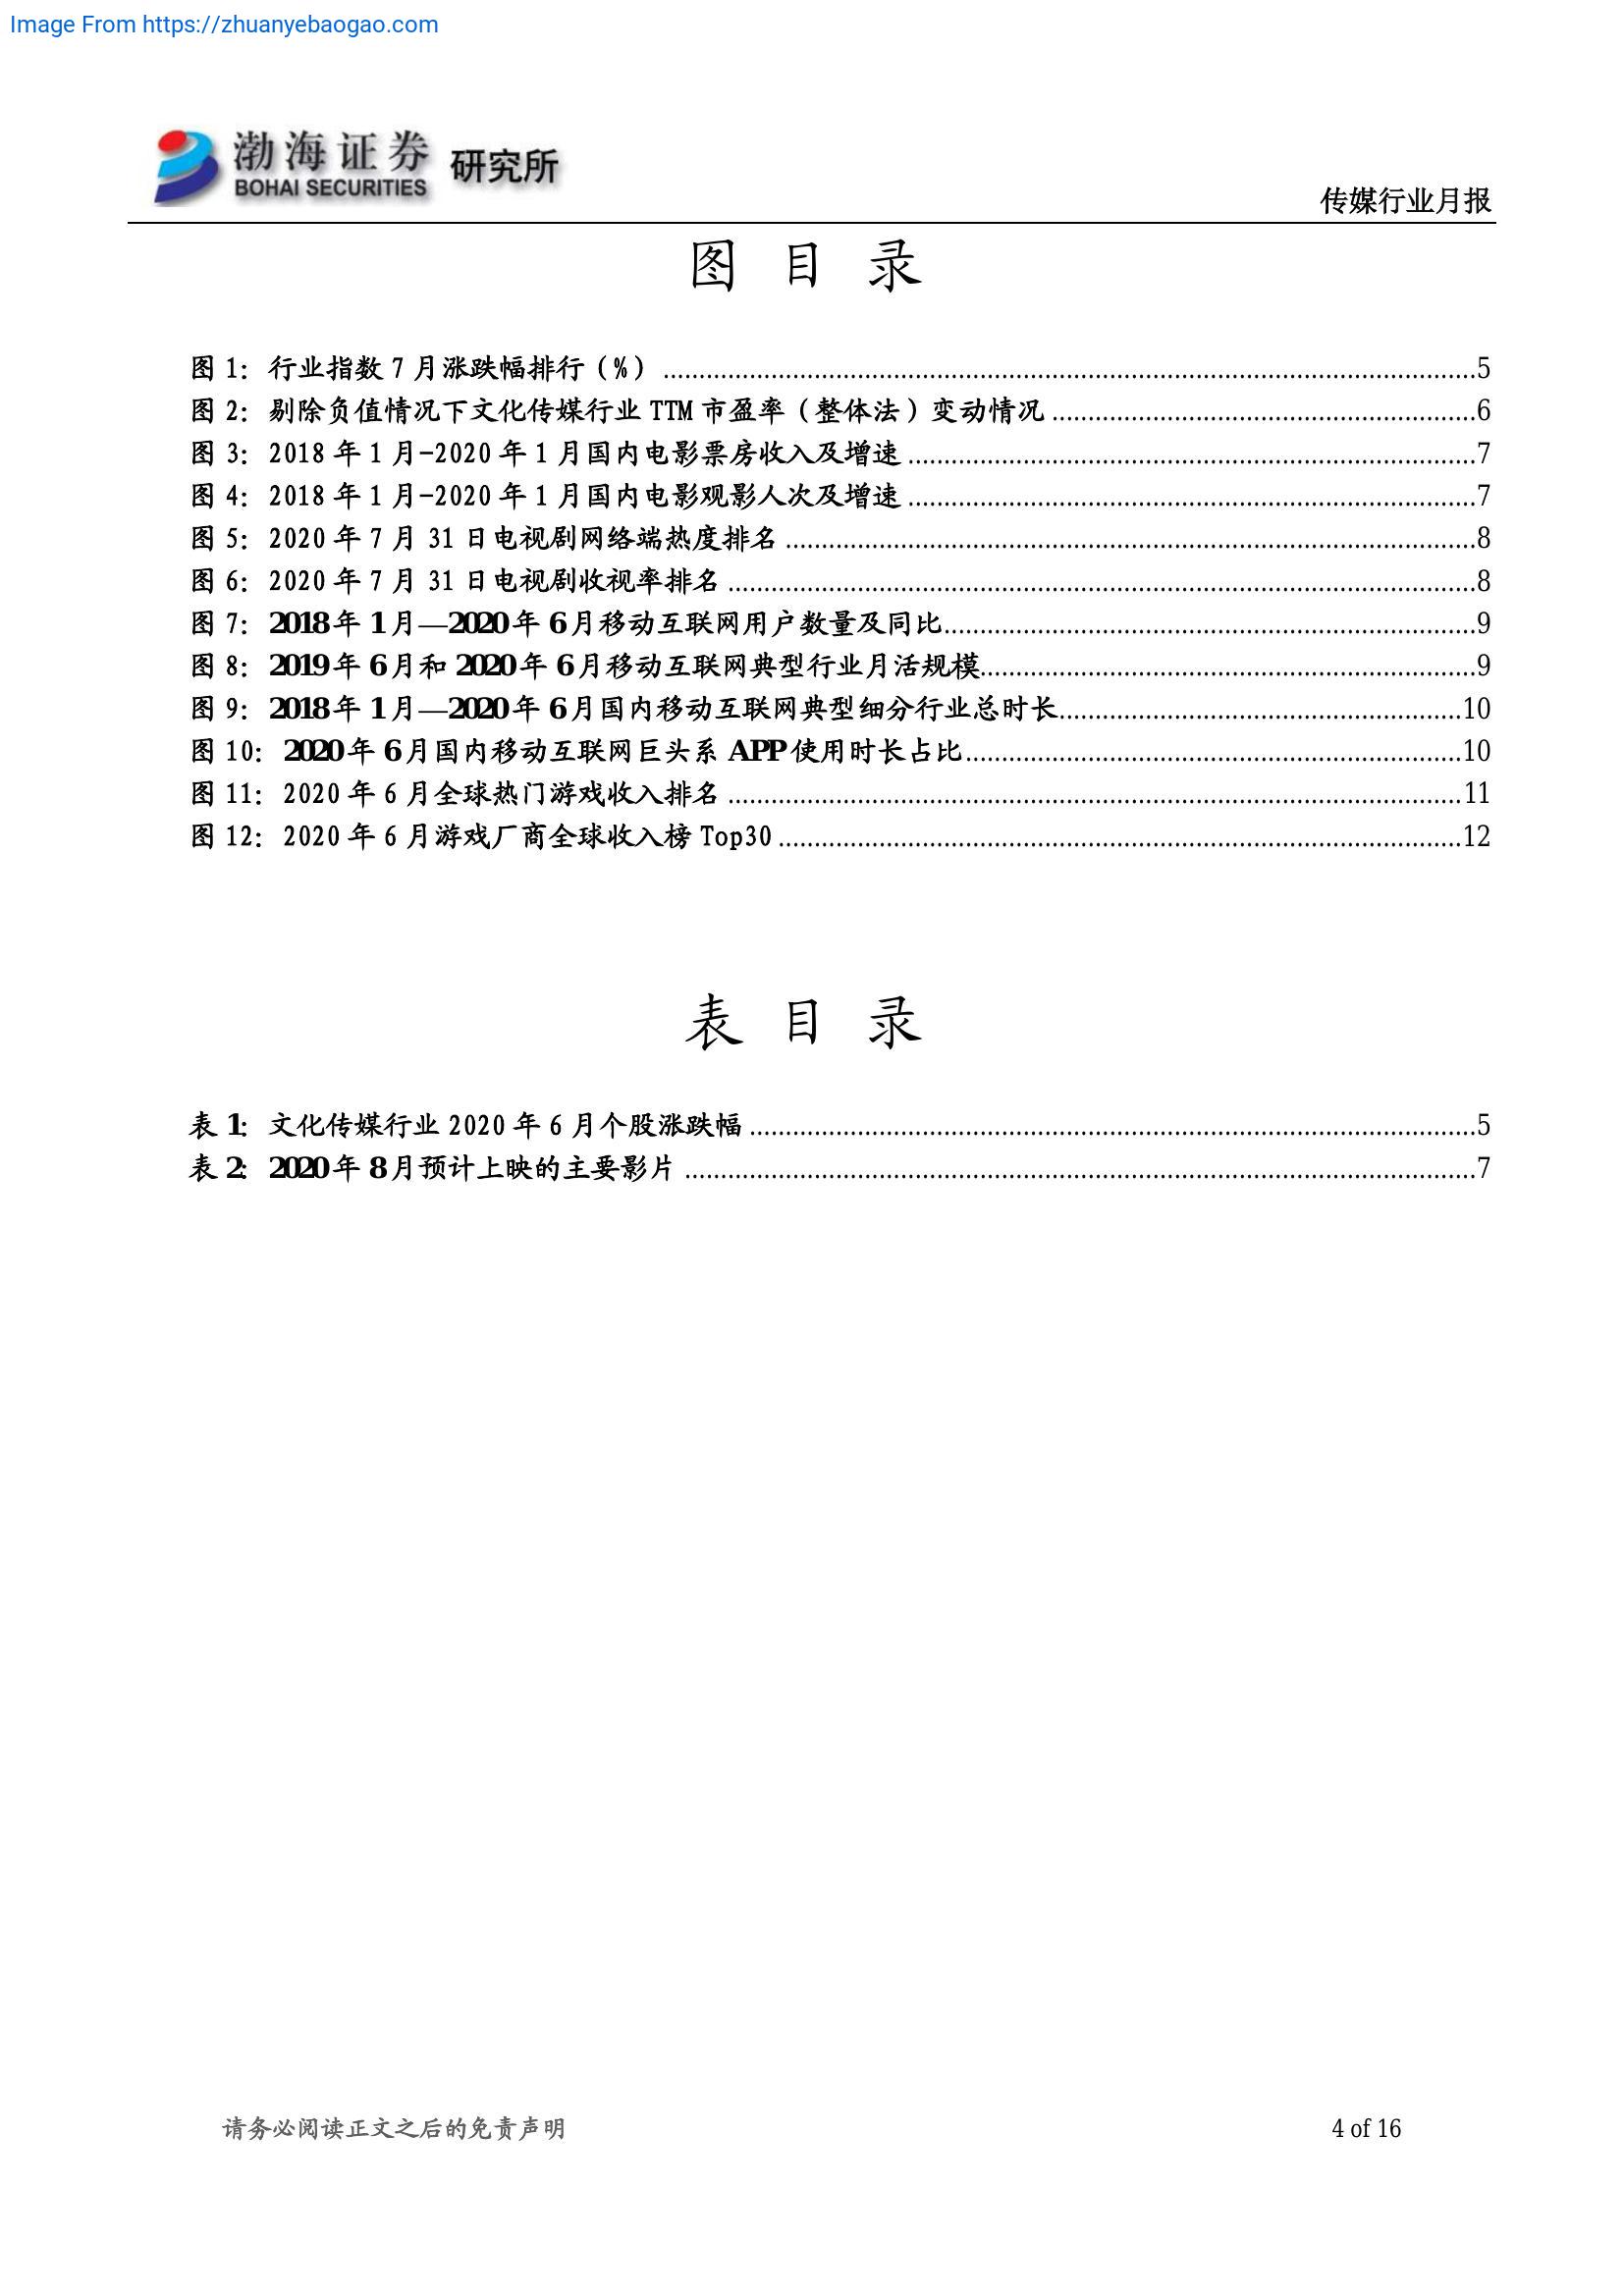 Image From https://zhuanyebaogao.com
渤海证券 研究所
BOHAI SECURITIES
传媒行业月报
图 目 录
图 1: 行业指数 7 月涨跌幅排行（%）5
图 2: 剔除负值情况下文化传媒行业 TTM 市盈率（整体法）变动情况6
图 3: 2018 年 1 月-2020 年 1 月国内电影票房收入及增速7
图 4: 2018 年 1 月-2020 年 1 月国内电影观影人次及增速7
图 5: 2020 年 7 月 31 日电视剧网络端热度排名8
图 6: 2020 年 7 月 31 日电视剧收视率排名8
图 7: 2018 年 1 月—2020 年 6 月移动互联网用户数量及同比9
图 8: 2019 年 6 月和 2020 年 6 月移动互联网典型行业月活规模9
图 9: 2018 年 1 月—2020 年 6 月国内移动互联网典型细分行业总时长10
图 10: 2020 年 6 月国内移动互联网巨头系 APP 使用时长占比10
图 11: 2020 年 6 月全球热门游戏收入排名11
图 12: 2020 年 6 月游戏厂商全球收入榜 Top30 12
表 目 录
表 1: 文化传媒行业 2020 年 6 月个股涨跌幅5
表 2: 2020 年 8 月预计上映的主要影片7
请务必阅读正文之后的免责声明
4 of 16